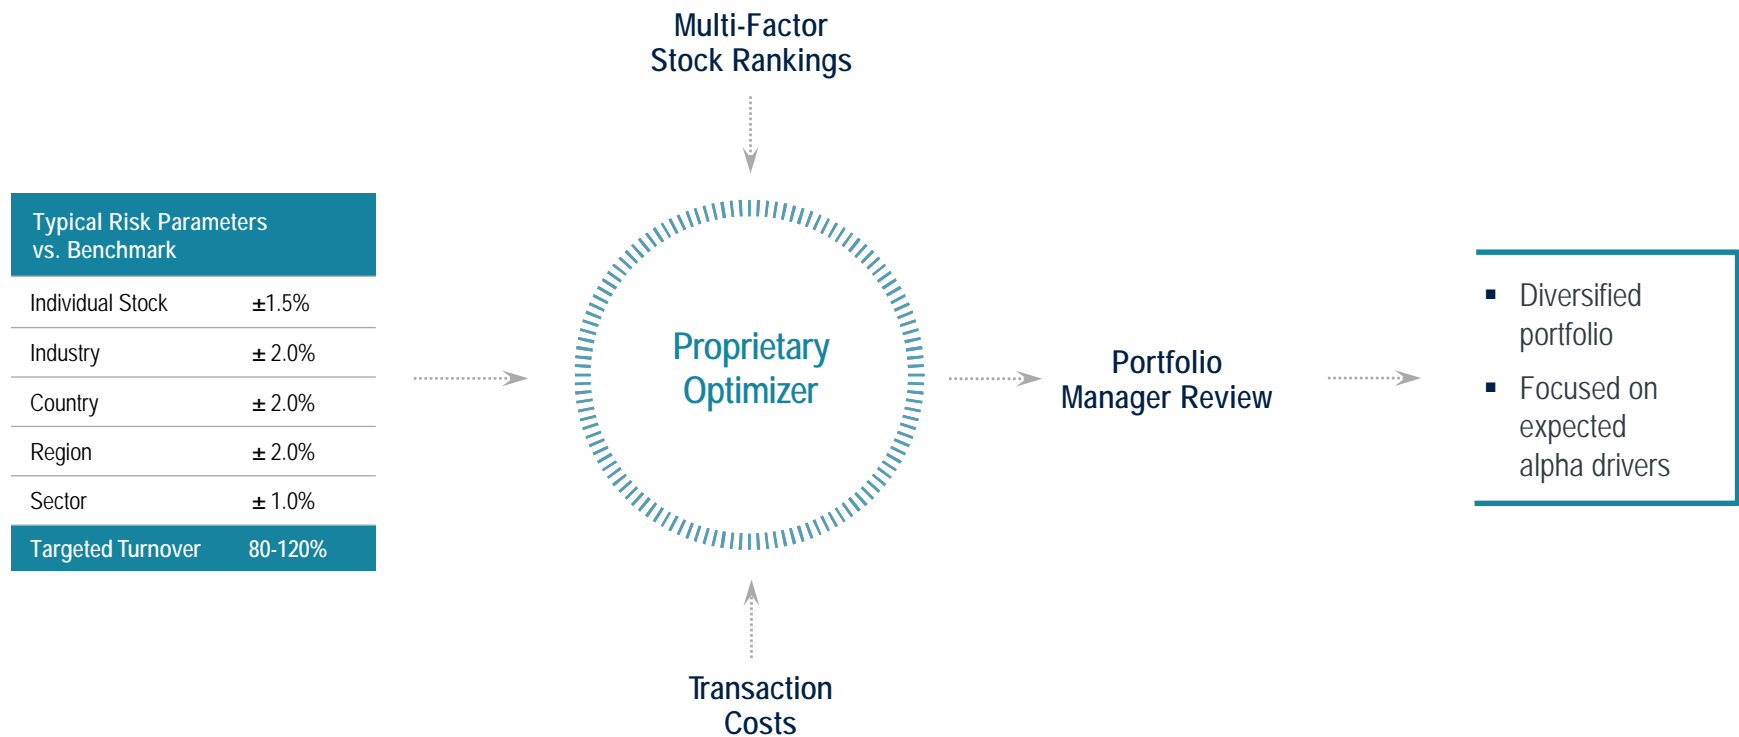 Multi-Factor
Stock Rankings
Typical Risk Parameters
vs. Benchmark
Individual Stock ±1.5%
Industry ± 2.0%
Country ± 2.0%
Region ± 2.0%
Sector ± 1.0%
Targeted Turnover 80-120%
Proprietary
Optimizer
Transaction
Costs
Portfolio
Manager Review
▪ Diversified
portfolio
▪ Focused on
expected
alpha drivers